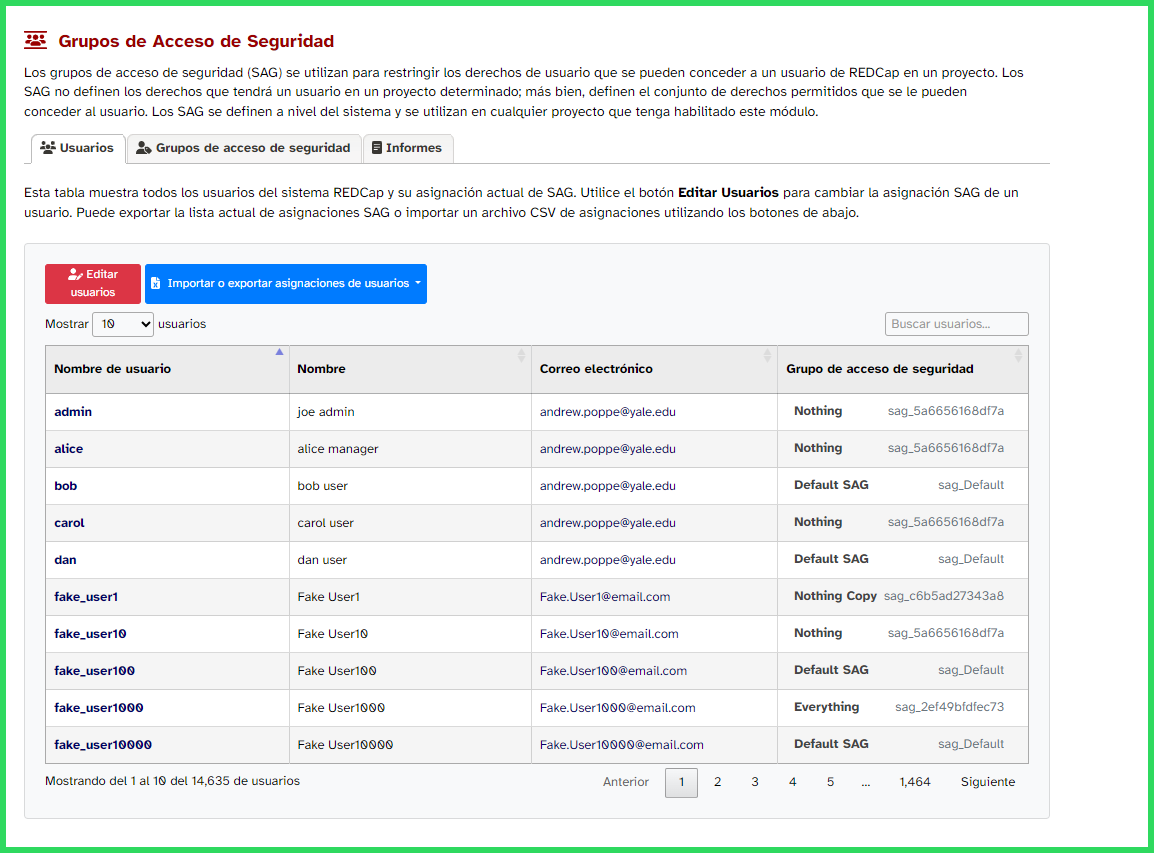 Grupos de Acceso de Seguridad
Los grupos de acceso de seguridad (SAG) se utilizan para restringir los derechos de usuario que se pueden conceder a un usuario de REDCap en un proyecto. Los
SAG no definen los derechos que tendrá un usuario en un proyecto determinado; más bien, definen el conjunto de derechos permitidos que se le pueden
conceder al usuario. Los SAG se definen a nivel del sistema y se utilizan en cualquier proyecto que tenga habilitado este módulo.
Usuarios Grupos de acceso de seguridad Informes
Esta tabla muestra todos los usuarios del sistema REDCap y su asignación actual de SAG. Utilice el botón Editar Usuarios para cambiar la asignación SAG de un
usuario. Puede exportar la lista actual de asignaciones SAG o importar un archivo CSV de asignaciones utilizando los botones de abajo.
Editar
usuarios
Importar o exportar asignaciones de usuarios
Mostrar 10 usuarios Buscar usuarios...
Nombre de usuario Nombre Correo electrónico Grupo de acceso de seguridad
admin joe admin andrew.poppe@yale.edu Nothing sag_5a6656168df7a
alice alice manager andrew.poppe@yale.edu Nothing sag_5a6656168df7a
bob bob user andrew.poppe@yale.edu Default SAG sag_Default
carol carol user andrew.poppe@yale.edu Nothing sag_5a6656168df7a
dan dan user andrew.poppe@yale.edu Default SAG sag_Default
fake_user1 Fake User1 Fake.User1@email.com Nothing Copy sag_c6b5ad27343a8
fake_user10 Fake User10 Fake.User10@email.com Nothing sag_5a6656168df7a
fake_user100 Fake User100 Fake.User100@email.com Default SAG sag_Default
fake_user1000 Fake User1000 Fake.User1000@email.com Everything sag_2ef49bfdfec73
fake_user10000 Fake User10000 Fake.User10000@email.com Default SAG sag_Default
Mostrando del 1 al 10 del 14,635 de usuarios Anterior 1 2 3 4 5 ... 1,464 Siguiente